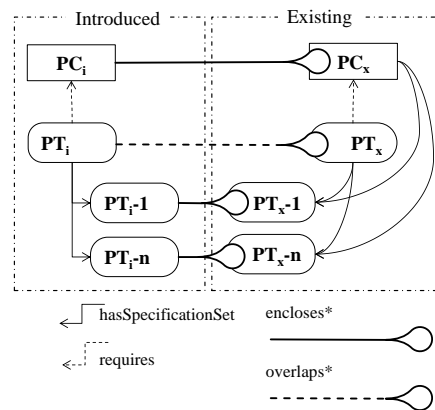 Introduced Existing
PCi PCx
PTi PTx
PTi-1 PTx-1
PTi-n PTx-n
hasSpecificationSet encloses*
requires
overlaps*